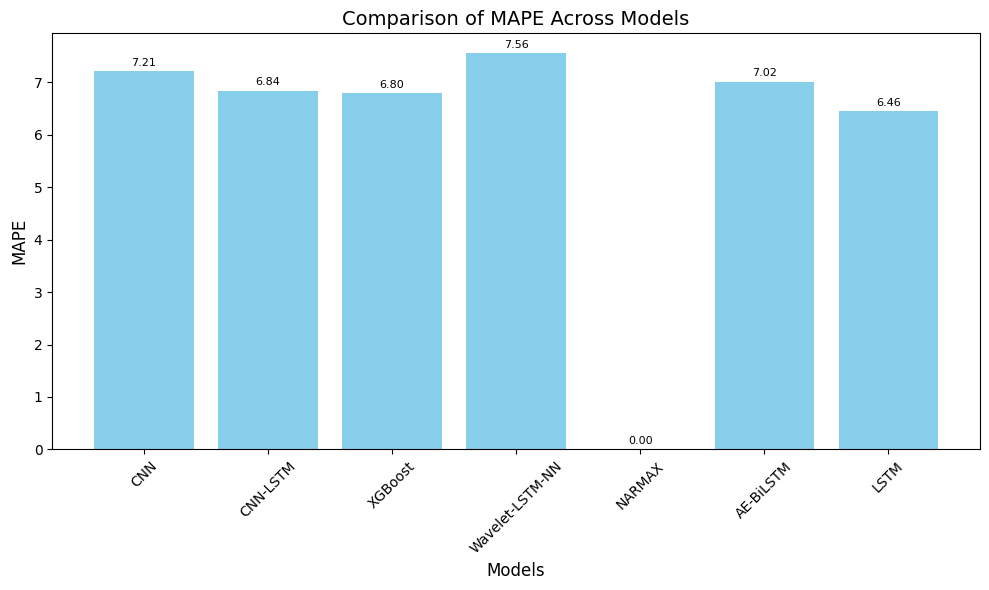 Comparison of MAPE Across Models
7.56
7.21
7.02
6.84
6.80
6.46
0.00
7
6
5
4
3
2
1
0
MAPE
CNN
CNN-LSTM
XGBoost
Wavelet-LSTM-NN
NARMAX
AE-BiLSTM
LSTM
Models